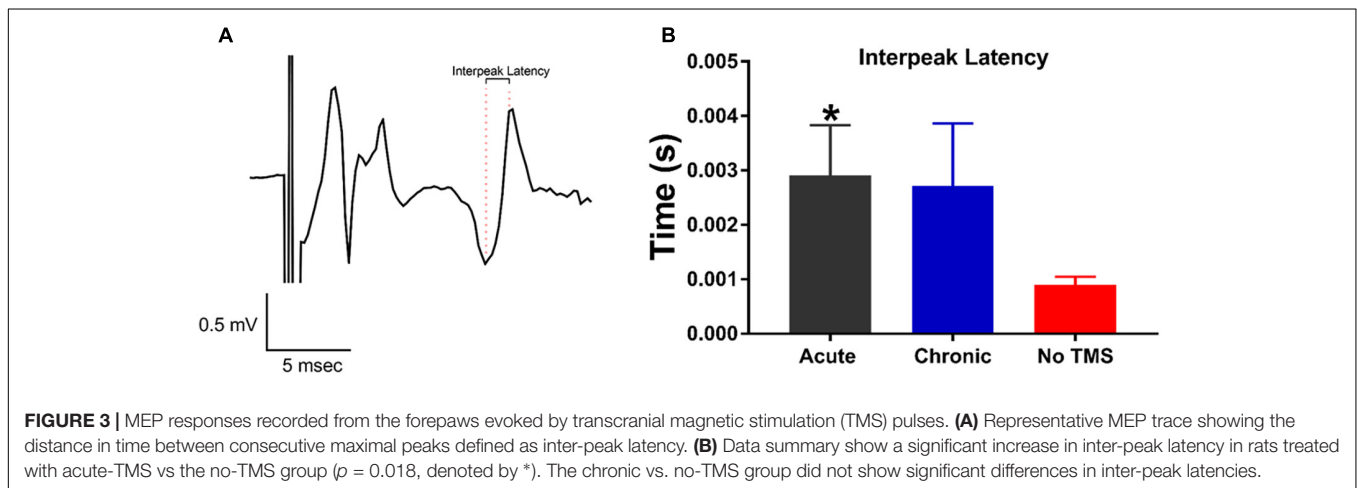 A
Interpeak Latency
0.5 mV
5 msec
B
Interpeak Latency
Time (s)
0.005
0.004
0.003
0.002
0.001
0.000
*
Acute Chronic No TMS
FIGURE 3 | MEP responses recorded from the forepaws evoked by transcranial magnetic stimulation (TMS) pulses. (A) Representative MEP trace showing the
distance in time between consecutive maximal peaks defined as inter-peak latency. (B) Data summary show a significant increase in inter-peak latency in rats treated
with acute-TMS vs the no-TMS group (p = 0.018, denoted by *). The chronic vs. no-TMS group did not show significant differences in inter-peak latencies.